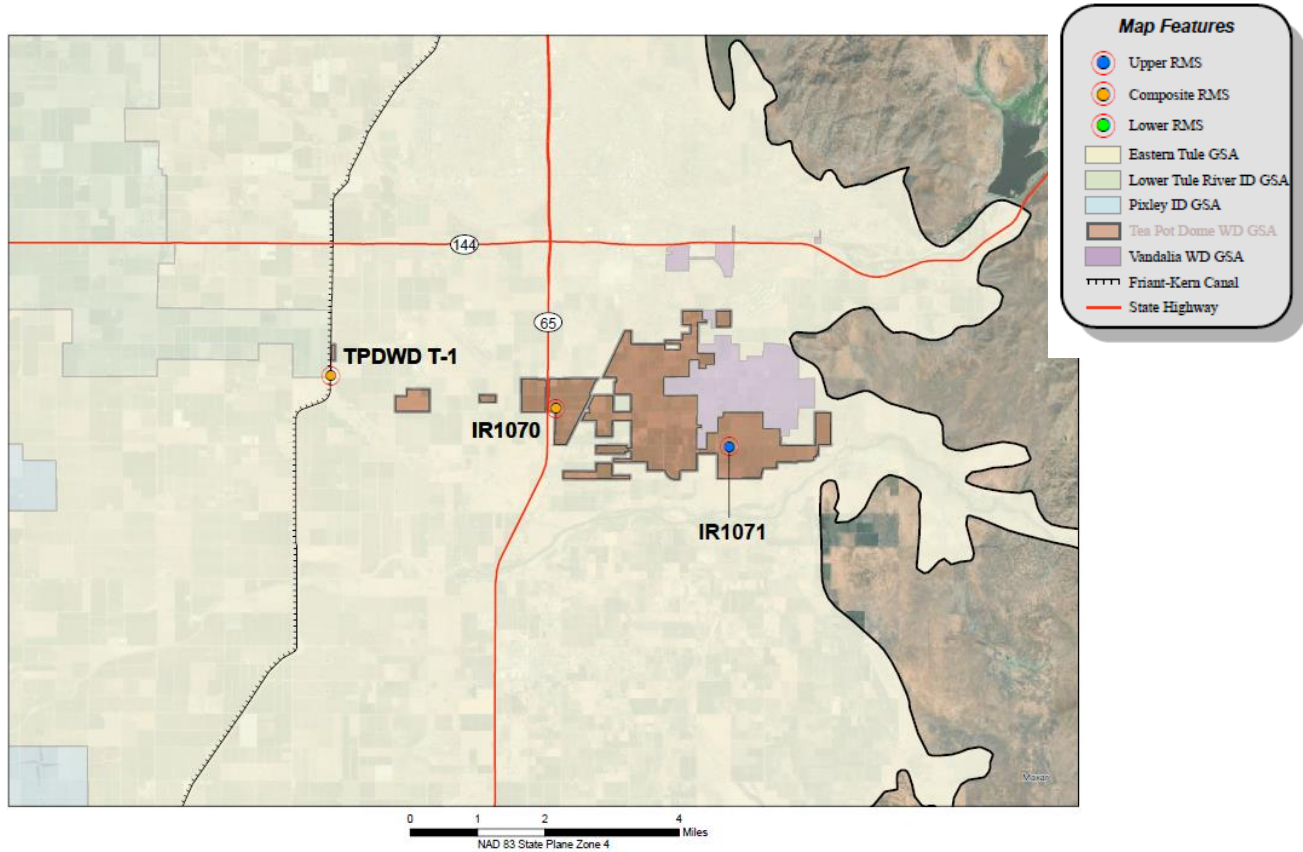 Map Features
Upper RMS
Composite RMS
Lower RMS
Eastern Tule GSA
Lower Tule River ID GSA
Pixley ID GSA
Tea Pot Dome WD GSA
Vandalia WD GSA
Friant-Kern Canal
State Highway
144
65
TPDWD T-1
IR1070
IR1071
Maxar
0 1 2 4
Miles
NAD 83 State Plane Zone 4